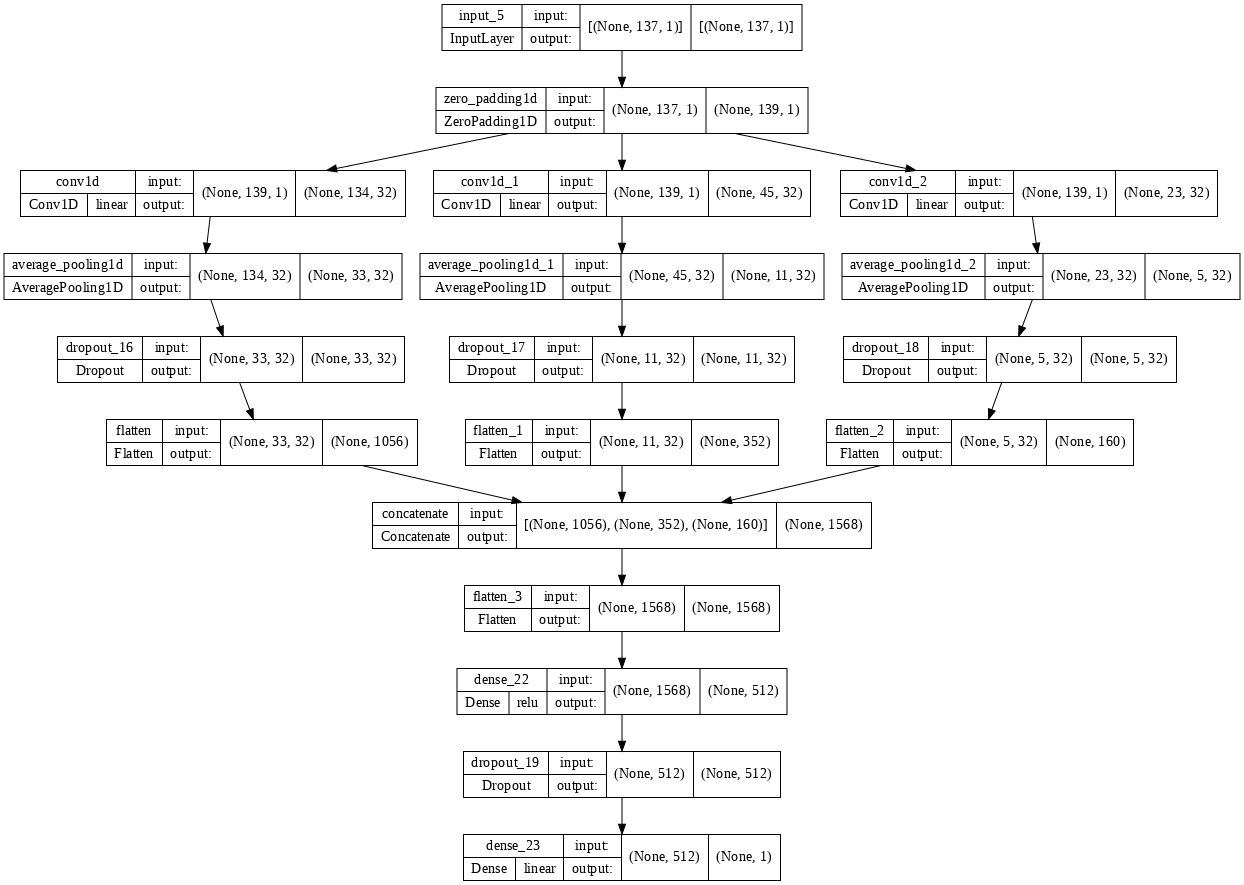 input_5 input: [(None, 137, 1)] [(None, 137, 1)]
InputLayer output:
zero_padding1d input: (None, 137, 1) (None, 139, 1)
ZeroPadding1D output:
conv1d input: (None, 139, 1) (None, 134, 32)
Conv1D linear output:
conv1d_1 input: (None, 139, 1) (None, 45, 32)
Conv1D linear output:
conv1d_2 input: (None, 139, 1) (None, 23, 32)
Conv1D linear output:
average_pooling1d input: (None, 134, 32) (None, 33, 32)
AveragePooling1D output:
average_pooling1d_1 input: (None, 45, 32) (None, 11, 32)
AveragePooling1D output:
average_pooling1d_2 input: (None, 23, 32) (None, 5, 32)
AveragePooling1D output:
dropout_16 input: (None, 33, 32) (None, 33, 32)
Dropout output:
dropout_17 input: (None, 11, 32) (None, 11, 32)
Dropout output:
dropout_18 input: (None, 5, 32) (None, 5, 32)
Dropout output:
flatten input: (None, 33, 32) (None, 1056)
Flatten output:
flatten_1 input: (None, 11, 32) (None, 352)
Flatten output:
flatten_2 input: (None, 5, 32) (None, 160)
Flatten output:
concatenate input: [(None, 1056), (None, 352), (None, 160)] (None, 1568)
Concatenate output:
flatten_3 input: (None, 1568) (None, 1568)
Flatten output:
dense_22 input: (None, 1568) (None, 512)
Dense relu output:
dropout_19 input: (None, 512) (None, 512)
Dropout output:
dense_23 input: (None, 512) (None, 1)
Dense linear output: